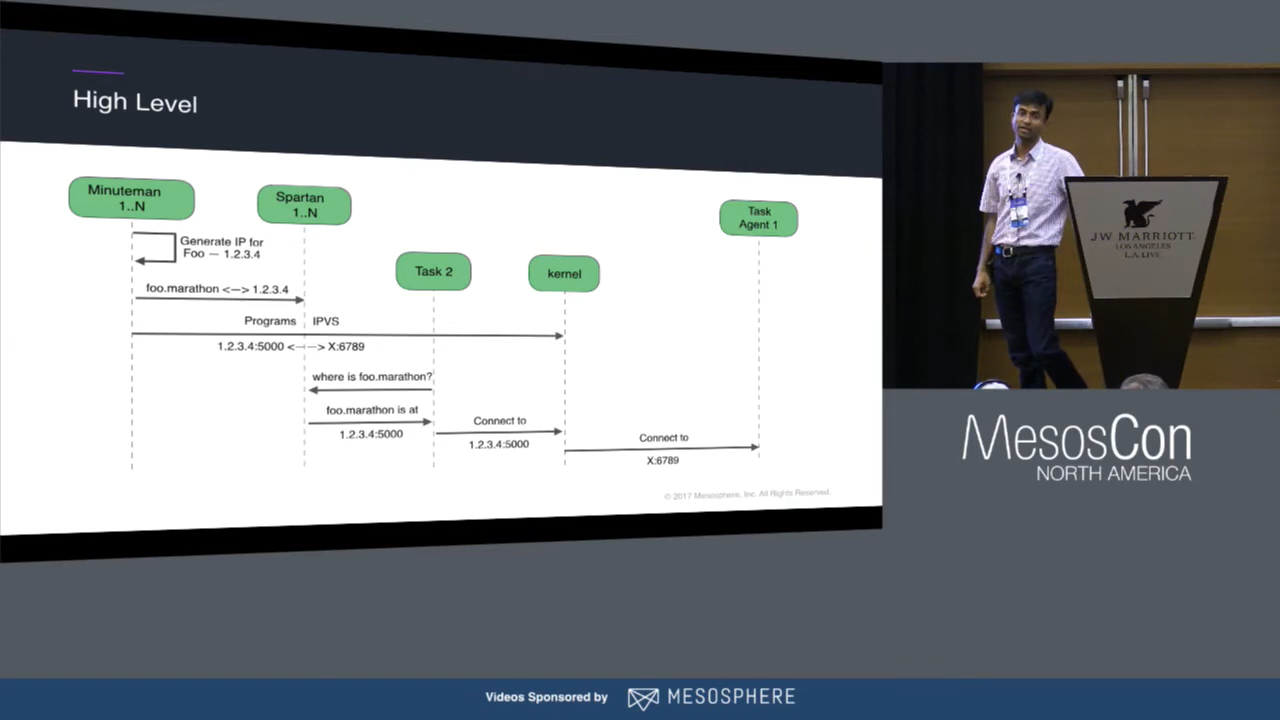 High Level
Minuteman
1..N
Spartan
1..N
Task
Agent 1
Generate IP for
Foo — 1.2.3.4
Task 2
kernel
foo.marathon <—> 1.2.3.4
Programs IPVS
1.2.3.4:5000 <—-—> X:6789
where is foo.marathon?
foo.marathon is at
1.2.3.4:5000
Connect to
1.2.3.4:5000
Connect to
X:6789
© 2017 Mesosphere, Inc. All Rights Reserved.
JW MARRIOTT
LOS ANGELES
L.A. LIVE
MesosCon
NORTH AMERICA
Videos Sponsored by MESOSPHERE